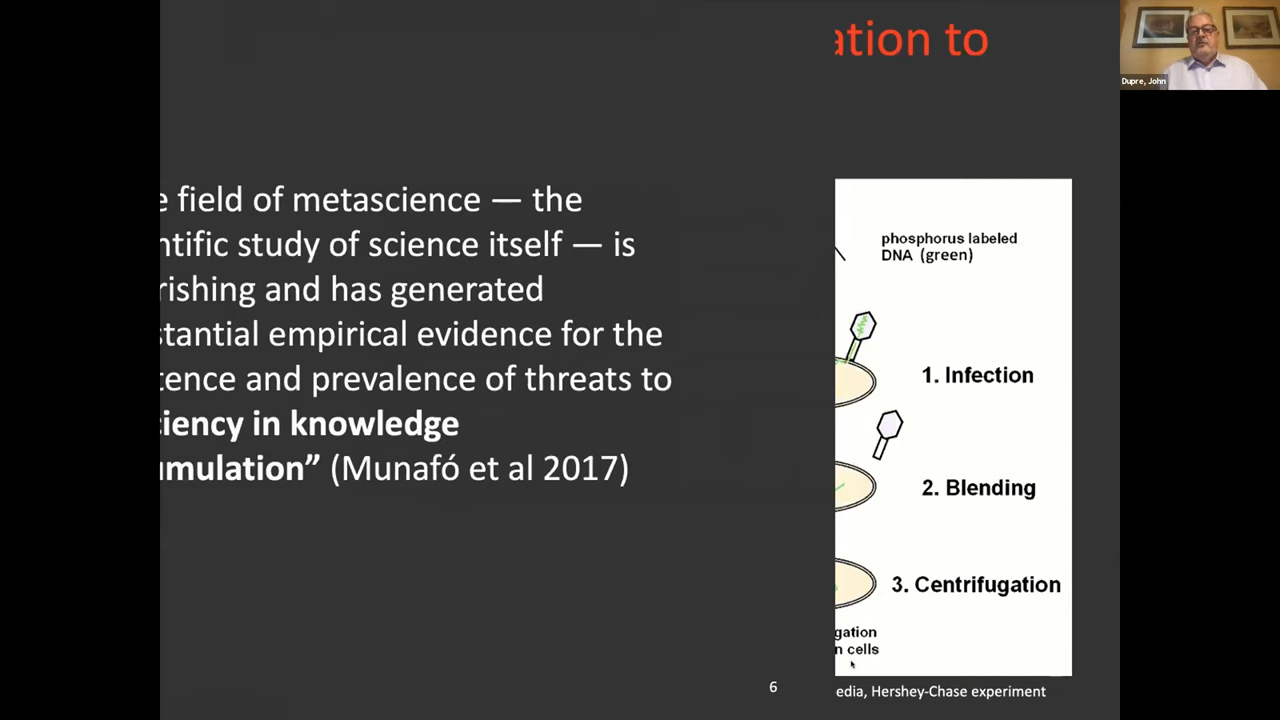 ation to
Dupre, John
e field of metascience — the
ntific study of science itself — is
rishing and has generated
stantial empirical evidence for the
tence and prevalence of threats to
ciency in knowledge
umulation” (Munafó et al 2017)
phosphorus labeled
DNA (green)
1. Infection
2. Blending
3. Centrifugation
gation
n cells
6
edia, Hershey-Chase experiment